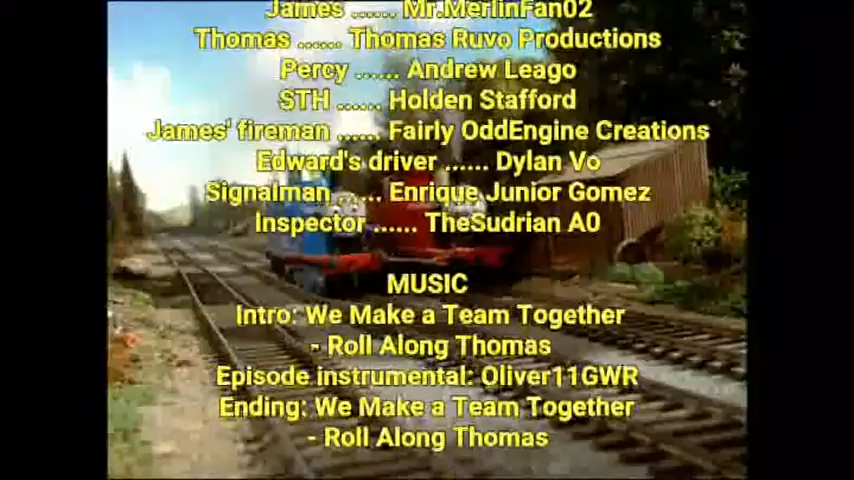 James ...... Mr.MerlinFan02
Thomas ...... Thomas Ruvo Productions
Percy ...... Andrew Leago
STH ...... Holden Stafford
James' fireman ...... Fairly OddEngine Creations
Edward's driver ...... Dylan Vo
Signalman ...... Enrique Junior Gomez
Inspector ...... TheSudrian A0
MUSIC
Intro: We Make a Team Together
- Roll Along Thomas
Episode instrumental: Oliver11GWR
Ending: We Make a Team Together
- Roll Along Thomas